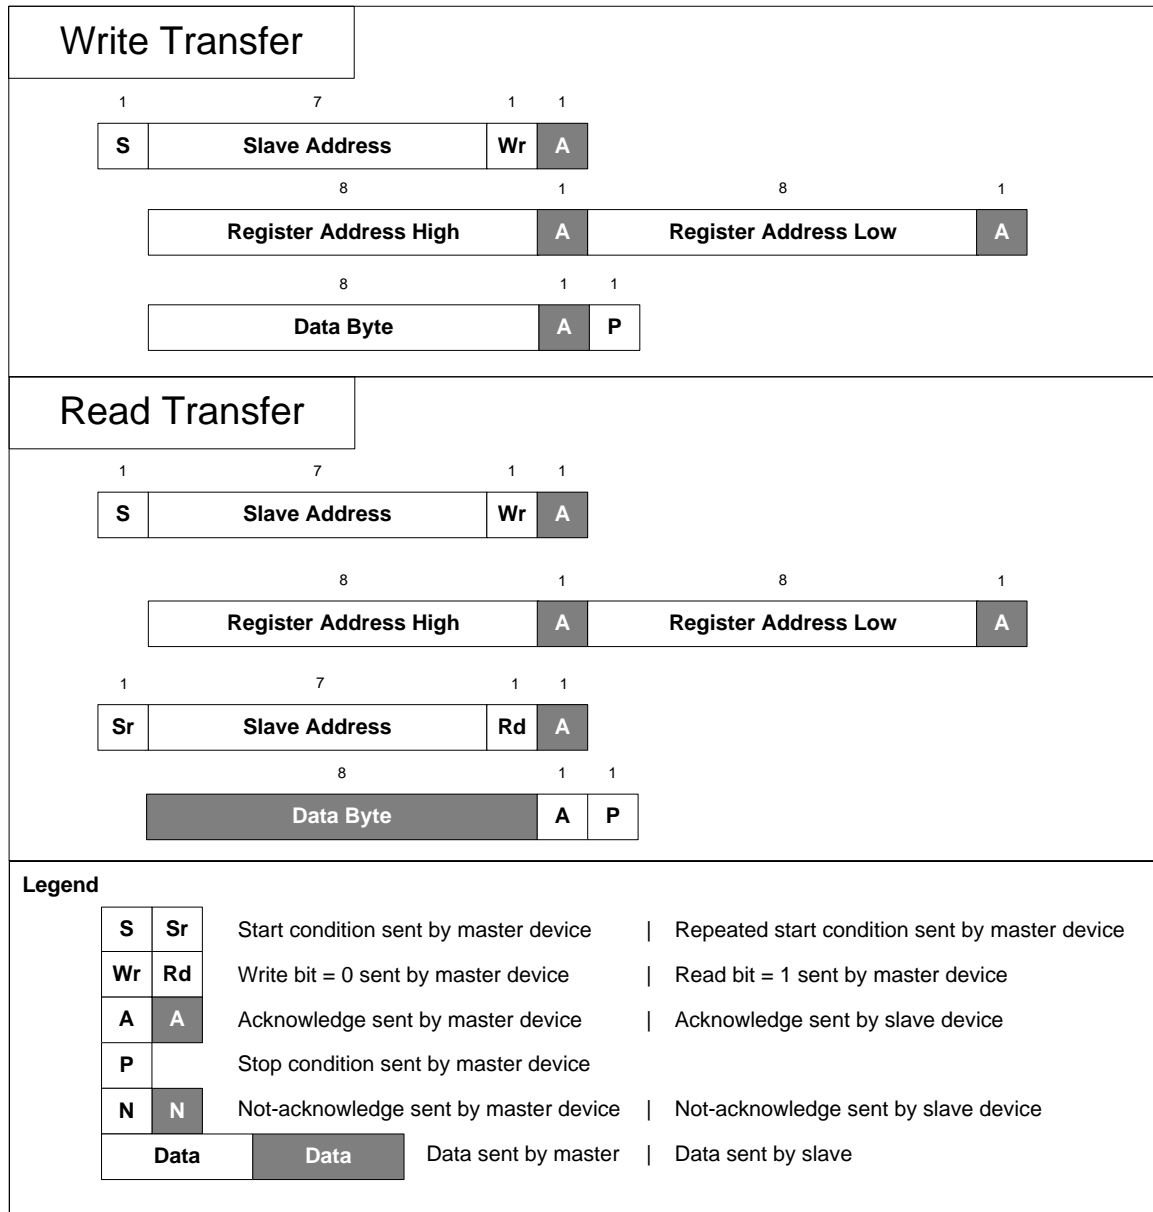 Write Transfer
1 7 1 1
S Slave Address Wr A
8 1 8 1
Register Address High A Register Address Low A
8 1 1
Data Byte A P
Read Transfer
1 7 1 1
S Slave Address Wr A
8 1 8 1
Register Address High A Register Address Low A
1 7 1 1
Sr Slave Address Rd A
8 1 1
Data Byte A P
Legend
S Sr Start condition sent by master device | Repeated start condition sent by master device
Wr Rd Write bit = 0 sent by master device | Read bit = 1 sent by master device
A A Acknowledge sent by master device | Acknowledge sent by slave device
P Stop condition sent by master device
N N Not-acknowledge sent by master device | Not-acknowledge sent by slave device
Data Data Data sent by master | Data sent by slave